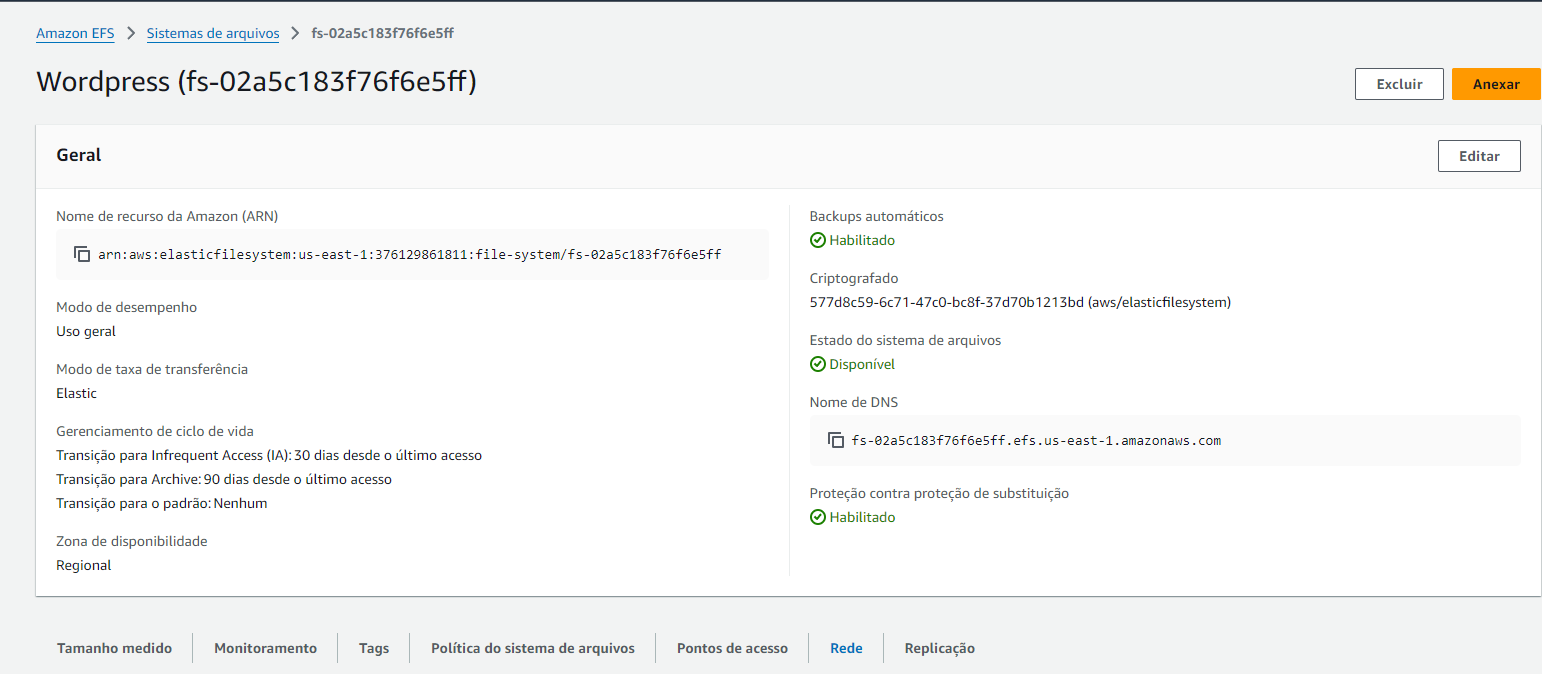 Amazon EFS > Sistemas de arquivos > fs-02a5c183f76f6e5ff
Wordpress (fs-02a5c183f76f6e5ff)
Excluir
Anexar
Geral
Editar
Nome de recurso da Amazon (ARN)
arn:aws:elasticfilesystem:us-east-1:376129861811:file-system/fs-02a5c183f76f6e5ff
Modo de desempenho
Uso geral
Modo de taxa de transferência
Elastic
Gerenciamento de ciclo de vida
Transição para Infrequent Access (IA): 30 dias desde o último acesso
Transição para Archive: 90 dias desde o último acesso
Transição para o padrão: Nenhum
Zona de disponibilidade
Regional
Backups automáticos
Habilitado
Criptografado
577d8c59-6c71-47c0-bc8f-37d70b1213bd (aws/elasticfilesystem)
Estado do sistema de arquivos
Disponível
Nome de DNS
fs-02a5c183f76f6e5ff.efs.us-east-1.amazonaws.com
Proteção contra proteção de substituição
Habilitado
Tamanho medido
Monitoramento
Tags
Política do sistema de arquivos
Pontos de acesso
Rede
Replicação